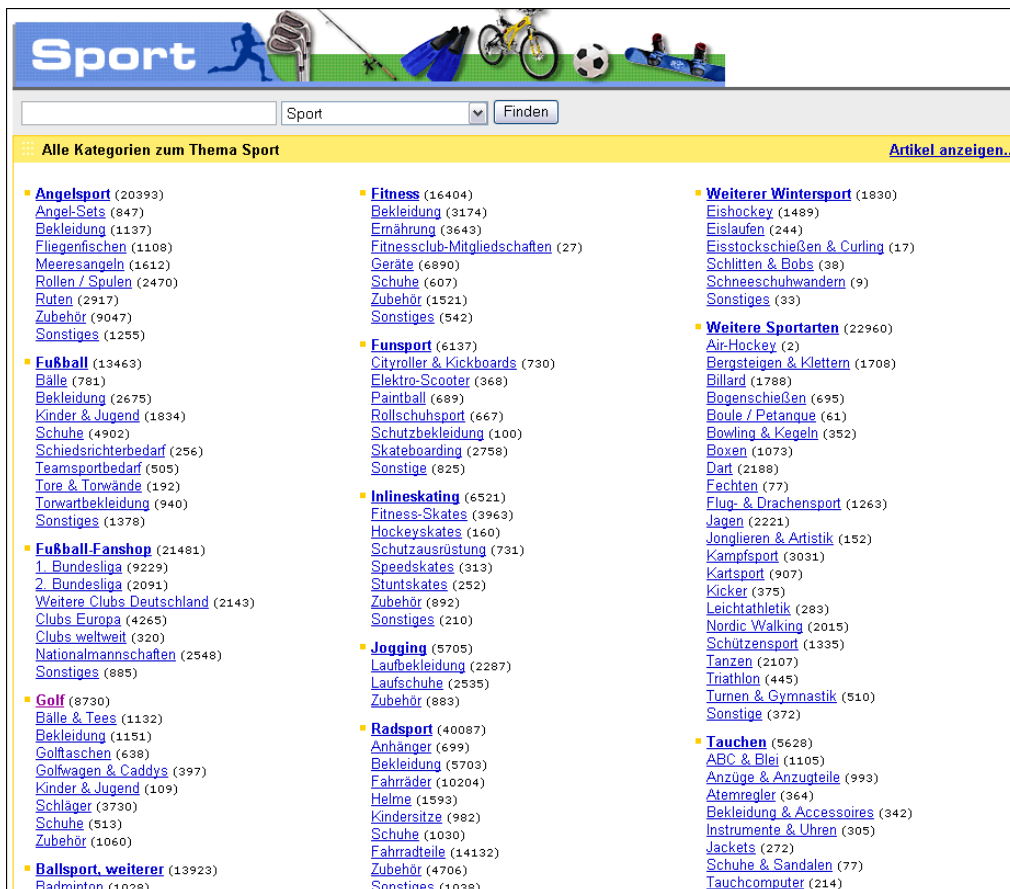 Sport
Sport
Finden
Alle Kategorien zum Thema Sport
Artikel anzeigen..
Angelsport (20393)
Angel-Sets (847)
Bekleidung (1137)
Fliegenfischen (1108)
Meeresangeln (1612)
Rollen / Spulen (2470)
Ruten (2917)
Zubehör (9047)
Sonstiges (1255)
Fußball (13463)
Bälle (781)
Bekleidung (2675)
Kinder & Jugend (1834)
Schuhe (4902)
Schiedsrichterbedarf (256)
Teamsportbedarf (505)
Tore & Torwände (192)
Torwartbekleidung (940)
Sonstiges (1378)
Fußball-Fanshop (21481)
1. Bundesliga (9229)
2. Bundesliga (2091)
Weitere Clubs Deutschland (2143)
Clubs Europa (4265)
Clubs weltweit (320)
Nationalmannschaften (2548)
Sonstiges (885)
Golf (8730)
Bälle & Tees (1132)
Bekleidung (1151)
Golftaschen (638)
Golfwagen & Caddys (397)
Kinder & Jugend (109)
Schläger (3730)
Schuhe (513)
Zubehör (1060)
Ballsport, weiterer (13923)
Badminton (1028)
Fitness (16404)
Bekleidung (3174)
Ernährung (3643)
Fitnessclub-Mitgliedschaften (27)
Geräte (6890)
Schuhe (607)
Zubehör (1521)
Sonstiges (542)
Funsport (6137)
Cityroller & Kickboards (730)
Elektro-Scooter (368)
Paintball (689)
Rollschuhsport (667)
Schutzbekleidung (100)
Skateboarding (2758)
Sonstige (825)
Inlineskating (6521)
Fitness-Skates (3963)
Hockeyskates (160)
Schutzausrüstung (731)
Speedskates (313)
Stuntskates (252)
Zubehör (892)
Sonstiges (210)
Jogging (5705)
Laufbekleidung (2287)
Laufschuhe (2535)
Zubehör (883)
Radsport (40087)
Anhänger (699)
Bekleidung (5703)
Fahrräder (10204)
Helme (1593)
Kindersitze (982)
Schuhe (1030)
Fahrradteile (14132)
Zubehör (4706)
Sonstiges (1038)
Weiterer Wintersport (1830)
Eishockey (1489)
Eislaufen (244)
Eisstockschießen & Curling (17)
Schlitten & Bobs (38)
Schneeschuhwandern (9)
Sonstiges (33)
Weitere Sportarten (22960)
Air-Hockey (2)
Bergsteigen & Klettern (1708)
Billard (1788)
Bogenschießen (695)
Boule / Petanque (61)
Bowling & Kegeln (352)
Boxen (1073)
Dart (2188)
Fechten (77)
Flug- & Drachensport (1263)
Jagen (2221)
Jonglieren & Artistik (152)
Kampfsport (3031)
Kartsport (907)
Kicker (375)
Leichtathletik (283)
Nordic Walking (2015)
Schützensport (1335)
Tanzen (2107)
Triathlon (445)
Turnen & Gymnastik (510)
Sonstige (372)
Tauchen (5628)
ABC & Blei (1105)
Anzüge & Anzugteile (993)
Atemregler (364)
Bekleidung & Accessoires (342)
Instrumente & Uhren (305)
Jackets (272)
Schuhe & Sandalen (77)
Tauchcomputer (214)